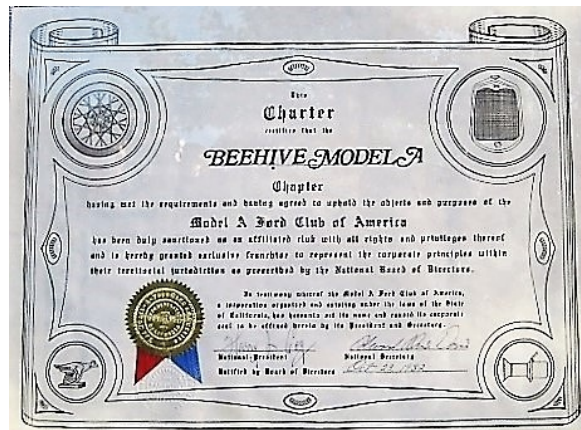 This
Charter
certifies that the
BEEHIVE MODEL A
Chapter
having met the requirements and having agreed to uphold the objects and purposes of the
Model A Ford Club of America
has been duly sanctioned as an affiliated club with all rights and privileges thereof
and is hereby granted exclusive franchise to represent the corporate principles within
their territorial jurisdiction as prescribed by the National Board of Directors.
In testimony whereof the Model A Ford Club of America,
a corporation organized and existing under the laws of the State
of California, has hereunto set its name and caused its corporate
seal to be affixed hereto by its President and Secretary.
National President National Secretary
Ratified by Board of Directors Oct 23, 1982